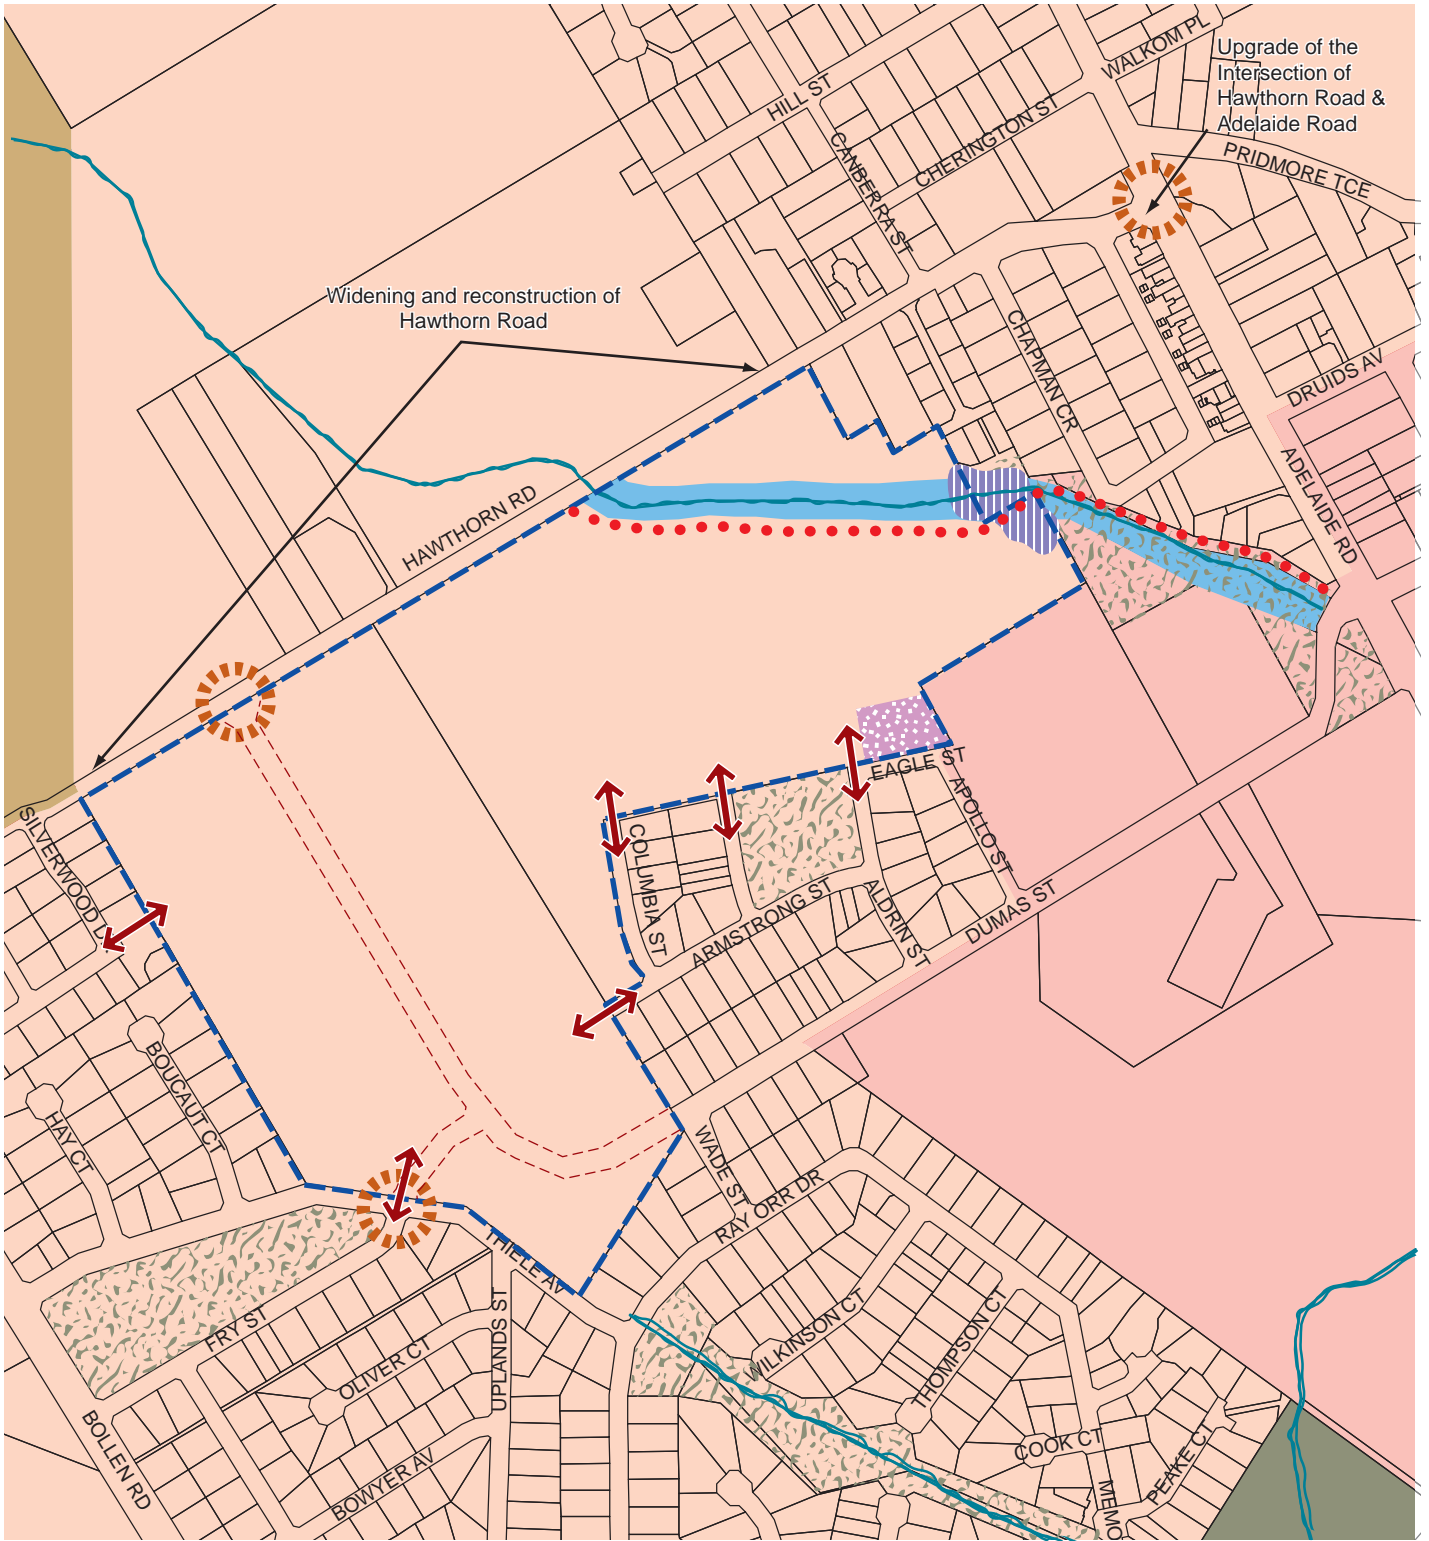 WALKOM PL
Upgrade of the
Intersection of
Hawthorn Road &
Adelaide Road
HILL ST
CHERINGTON ST
CANBERRA ST
PRIDMORE TCE
Widening and reconstruction of
Hawthorn Road
CHAPMAN CR
DRUIDS AV
ADELAIDE RD
HAWTHORN RD
EAGLE ST
APOLLO ST
SILVERWOOD
COLUMBIA ST
ARMSTRONG ST
ALDRIN ST
DUMAS ST
BOUCAUT CT
HAY CT
WADE ST
RAY ORR DR
THIELE AV
FRY ST
UPLANDS ST
OLIVER CT
WILKINSON CT
THOMPSON CT
BOLLEN RD
BOWYER AV
COOK CT
PEAKE CT
MEMO